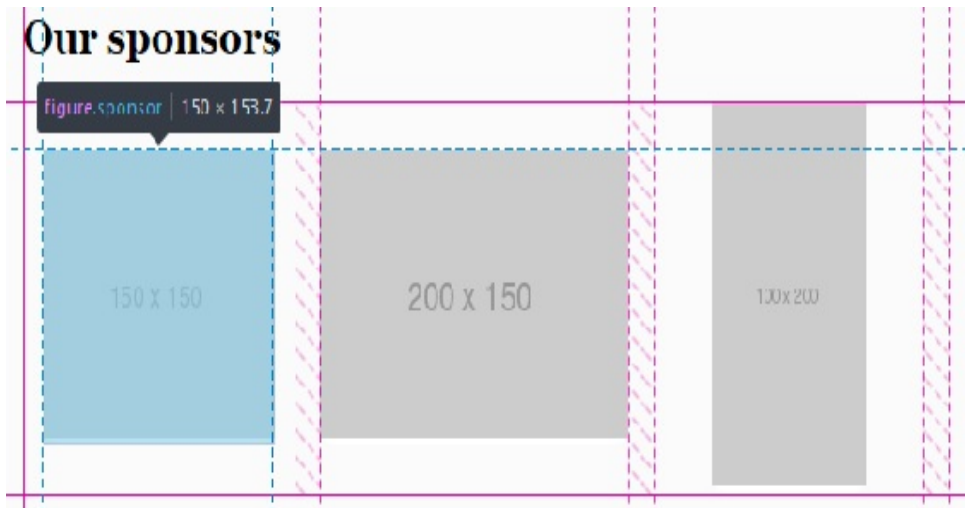 Our sponsors
figure.sponsor 150 × 153.7
150 x 150
200 x 150
100 x 200